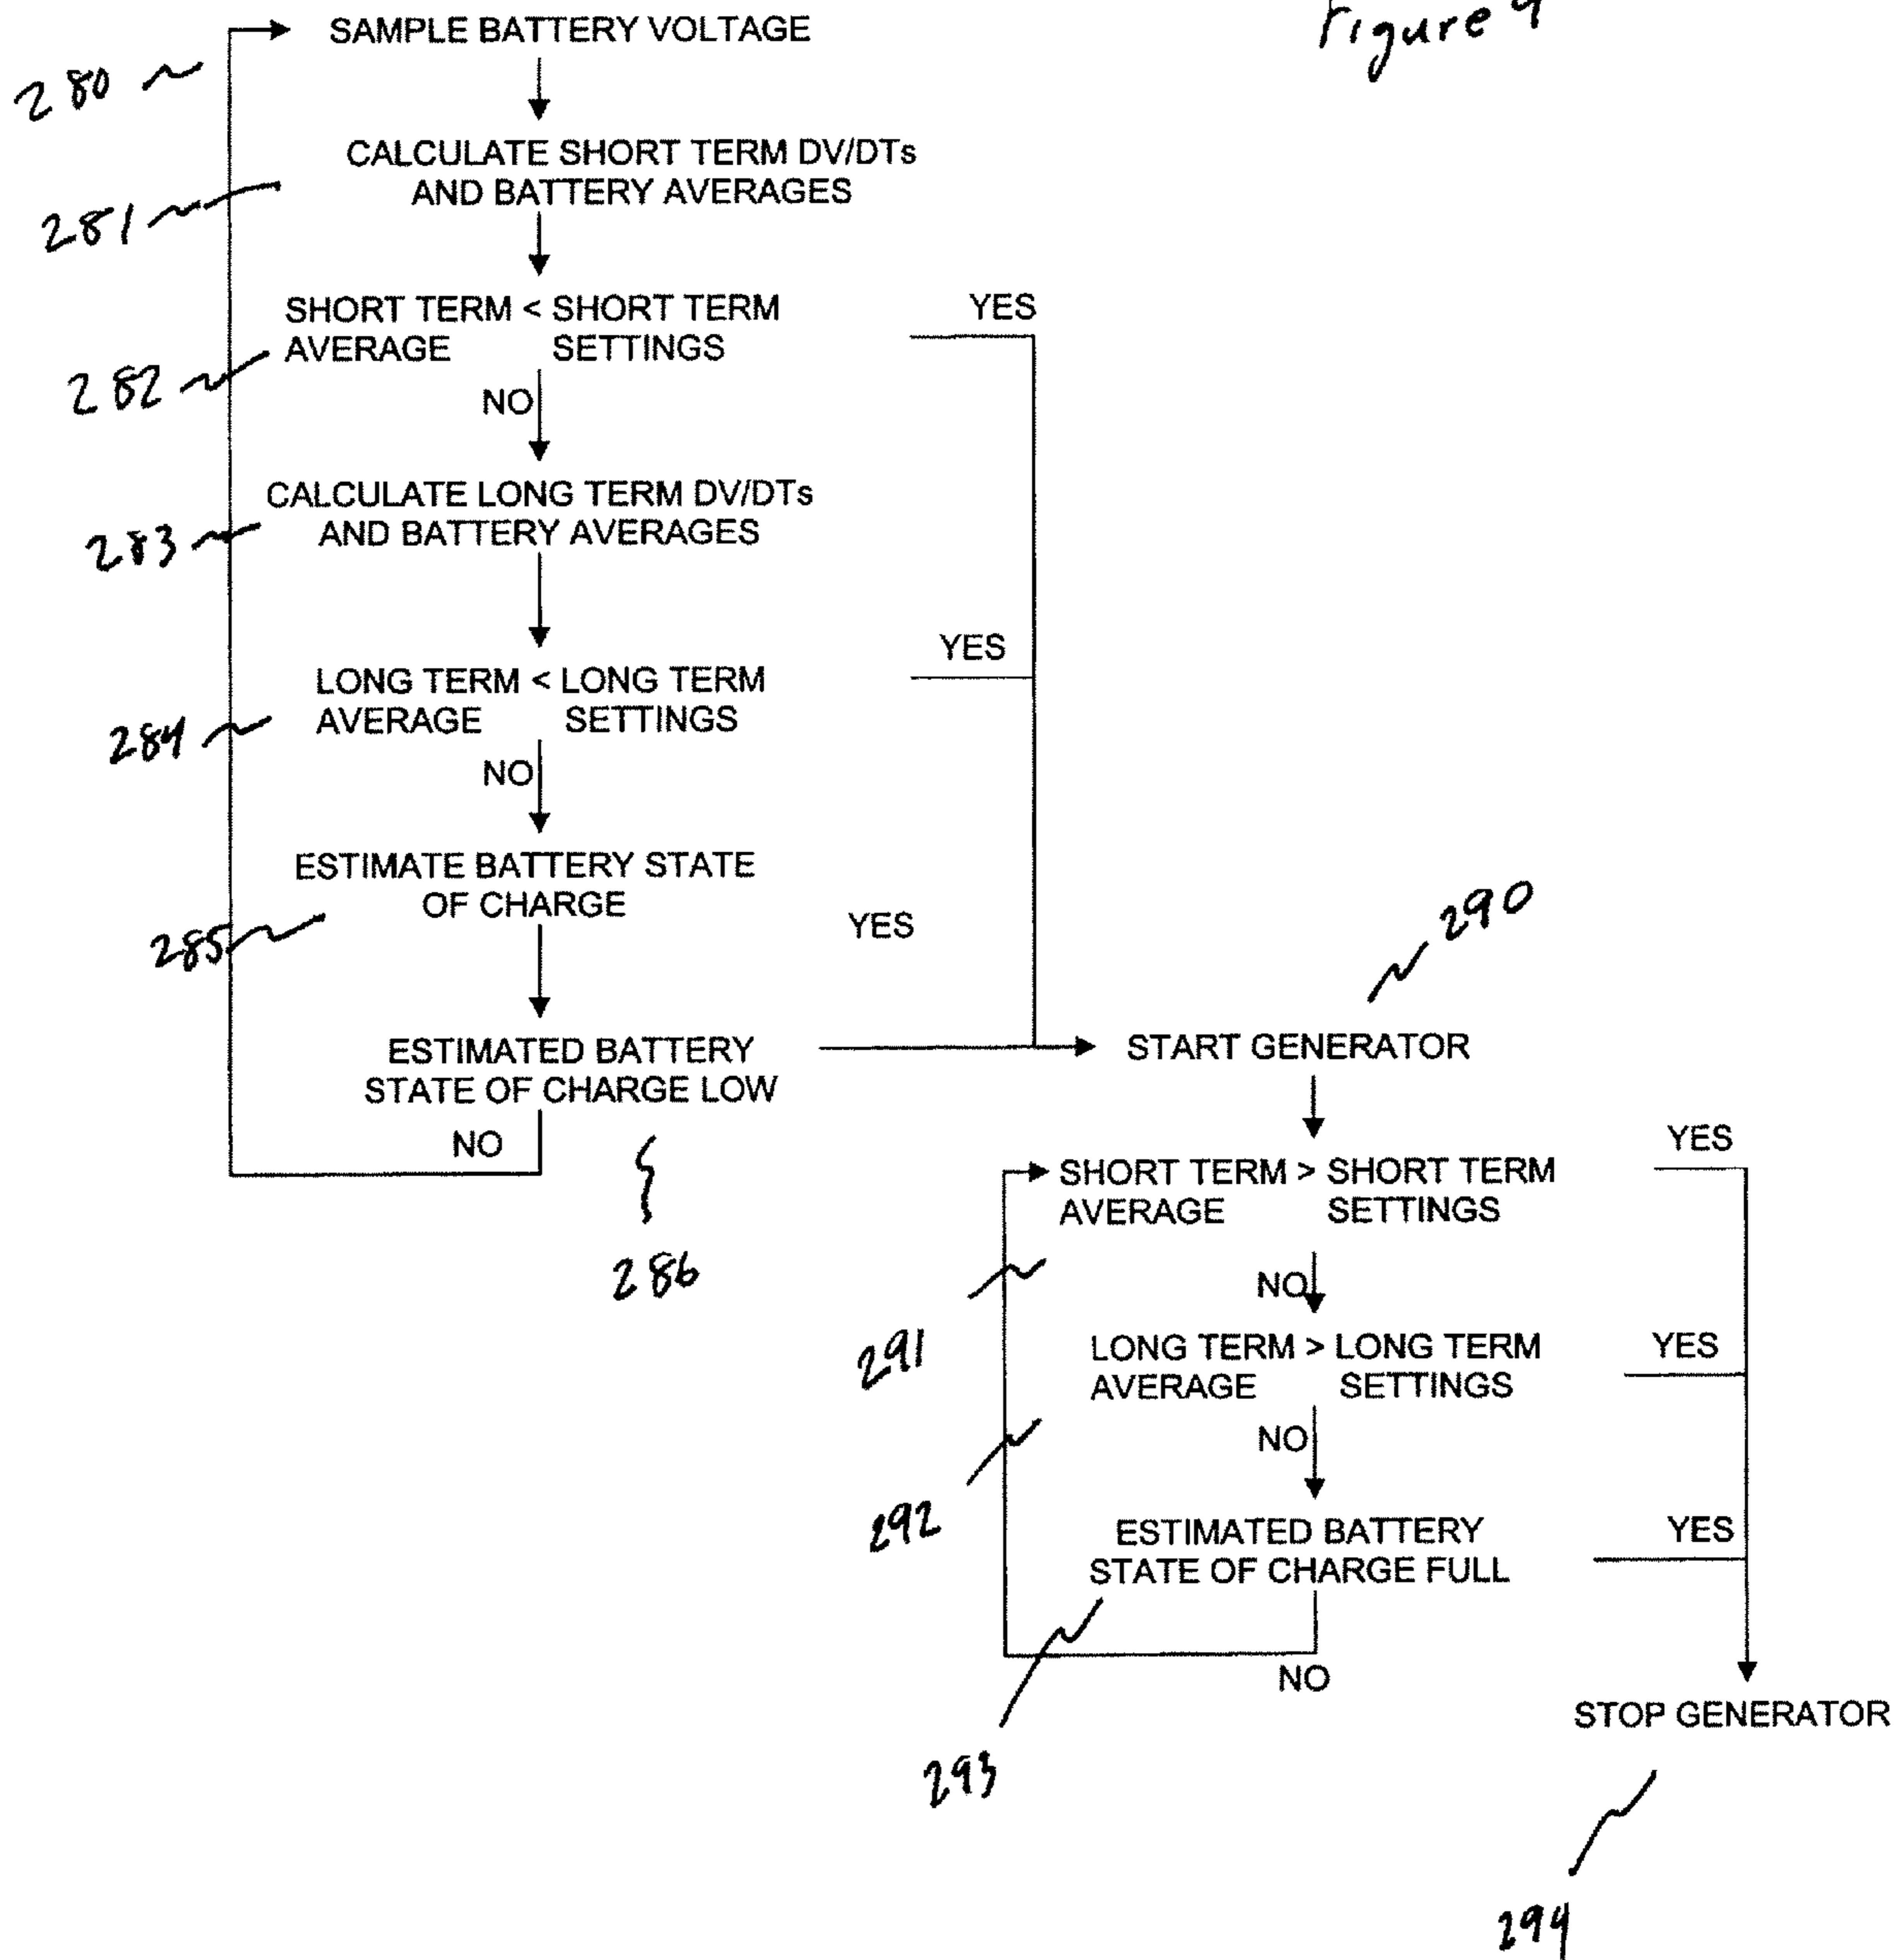 Figure 9
SAMPLE BATTERY VOLTAGE
280
CALCULATE SHORT TERM DV/DTs
AND BATTERY AVERAGES
281
SHORT TERM < SHORT TERM
AVERAGE SETTINGS
YES
282
NO
CALCULATE LONG TERM DV/DTs
AND BATTERY AVERAGES
283
YES
LONG TERM < LONG TERM
AVERAGE SETTINGS
284
NO
ESTIMATE BATTERY STATE
OF CHARGE
YES
285
ESTIMATED BATTERY
STATE OF CHARGE LOW
NO
286
290
START GENERATOR
YES
SHORT TERM > SHORT TERM
AVERAGE SETTINGS
291
NO
LONG TERM > LONG TERM
AVERAGE SETTINGS
YES
292
NO
ESTIMATED BATTERY
STATE OF CHARGE FULL
YES
293
NO
STOP GENERATOR
294